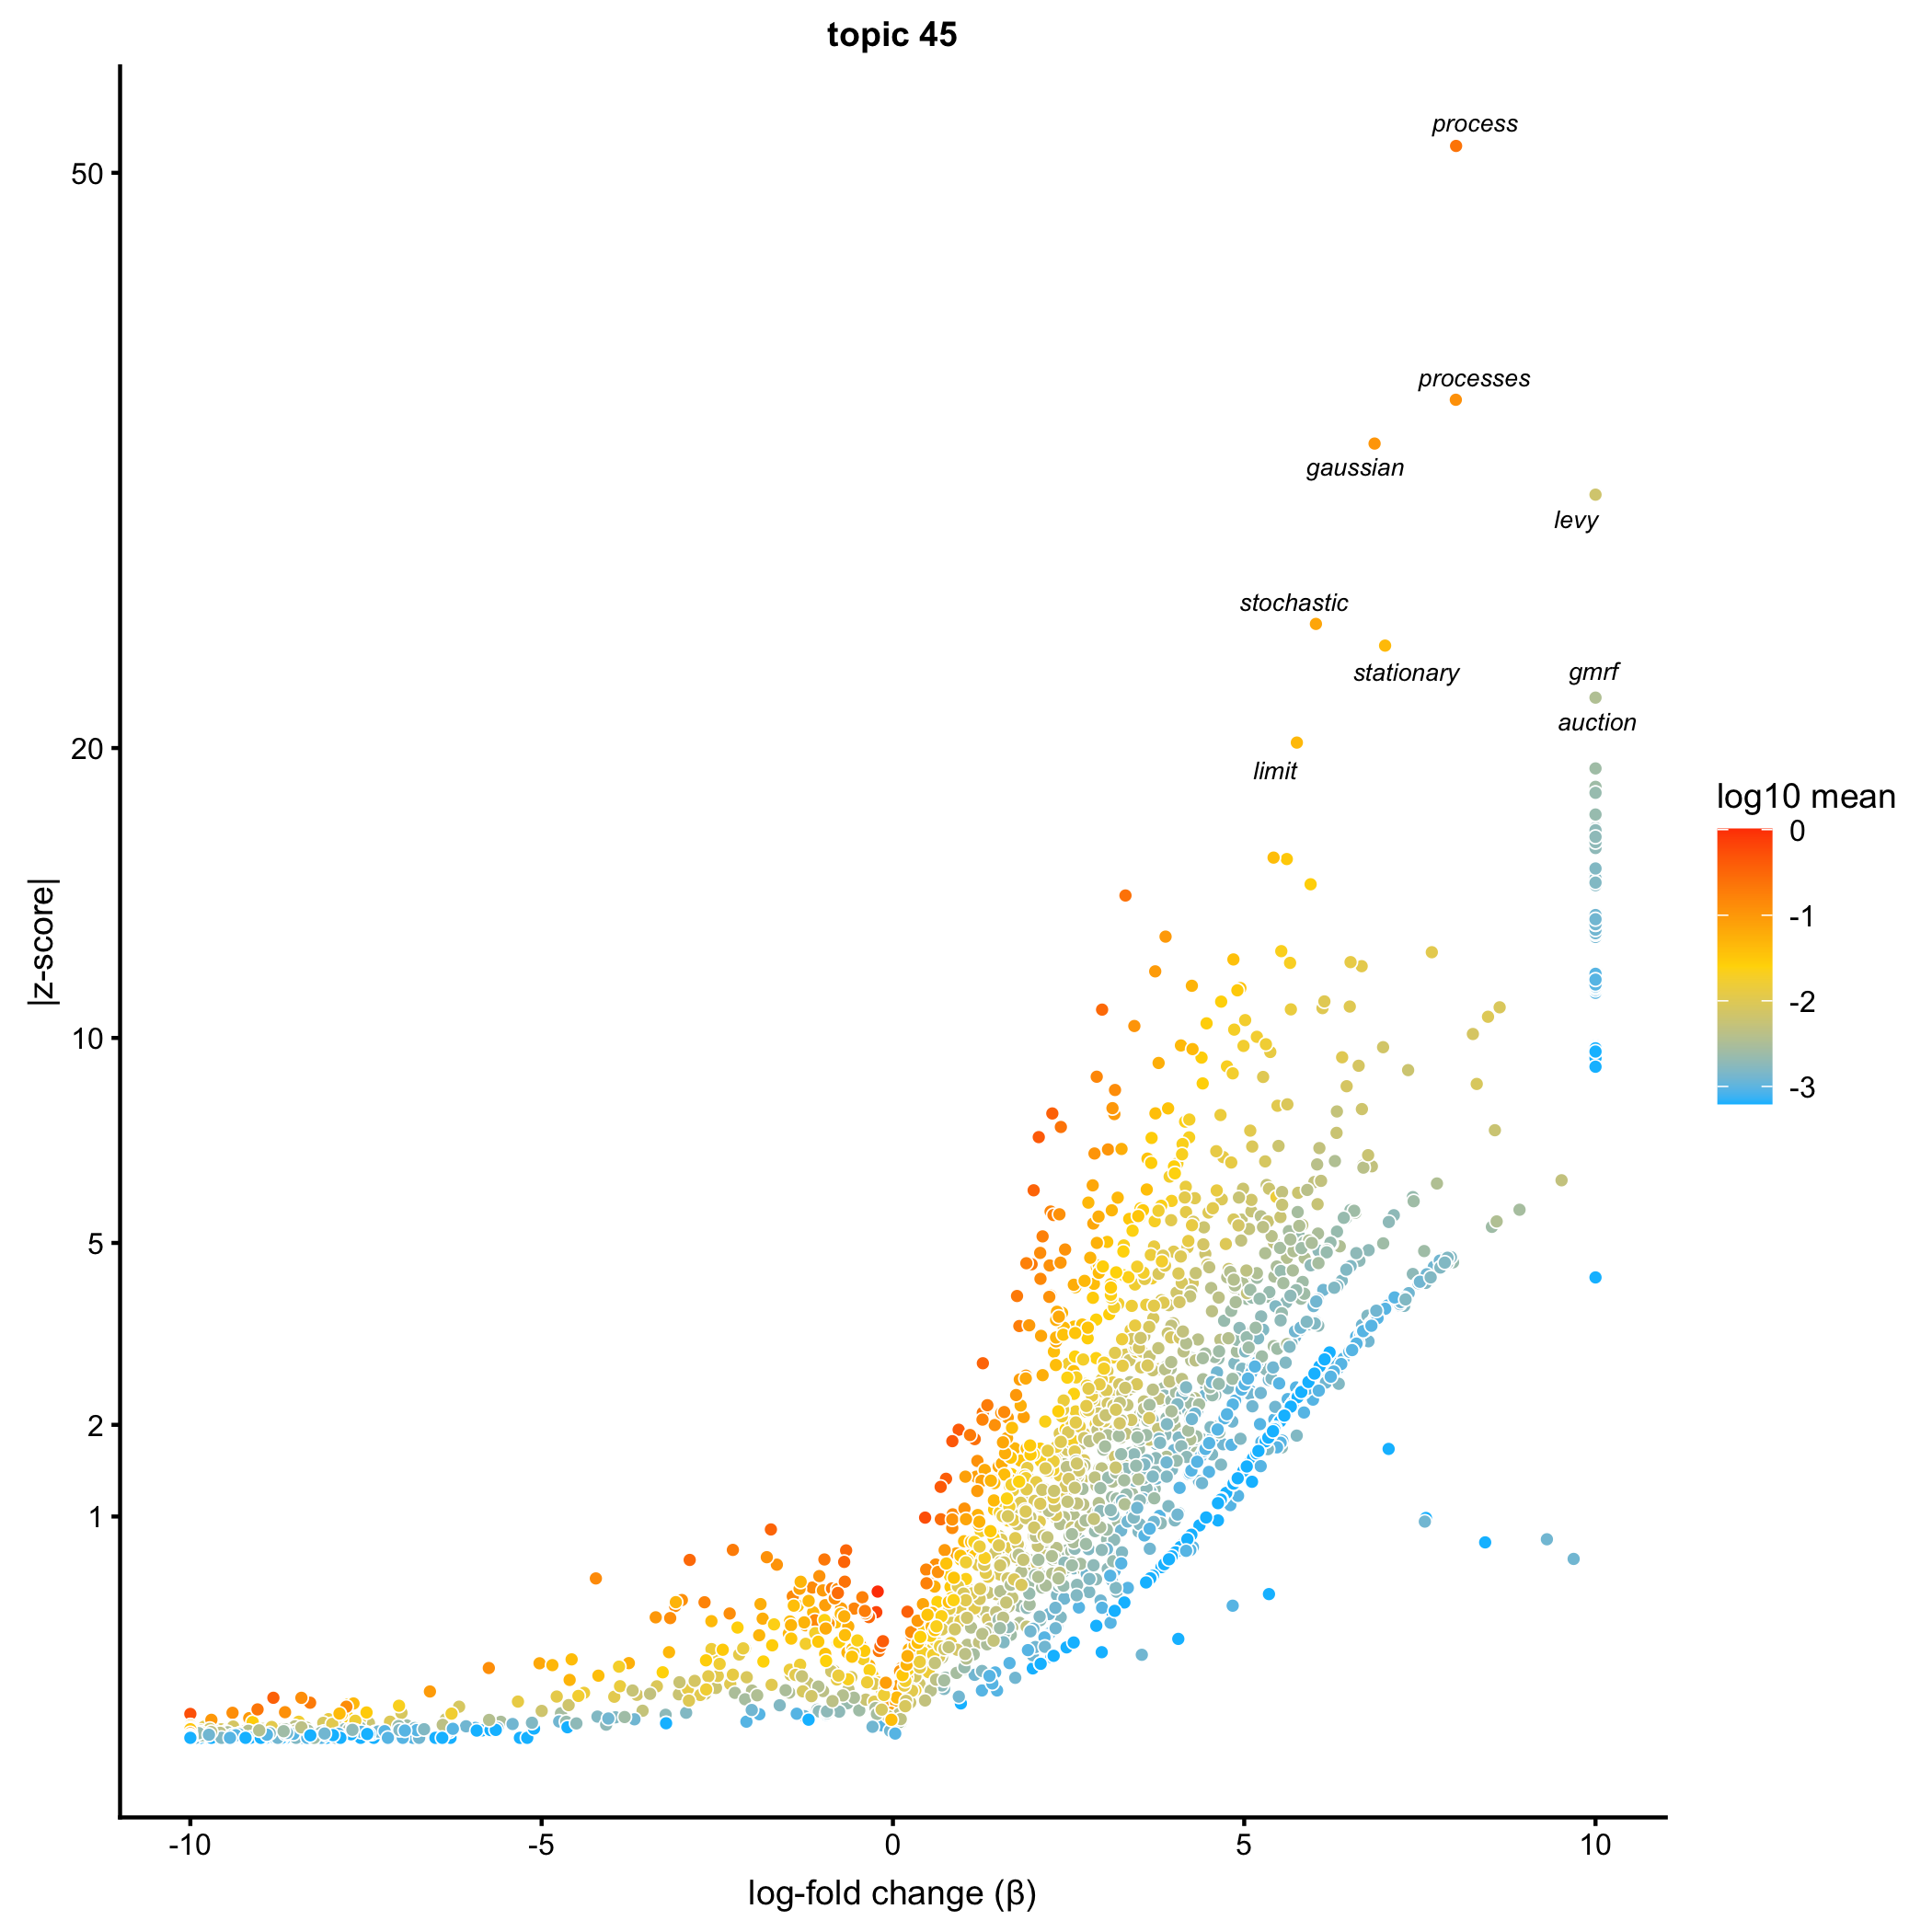 topic 45
process
50
processes
gaussian
levy
stochastic
stationary
gmrf
auction
20
limit
log10 mean
0
-1
-2
-3
|z-score|
10
5
2
1
-10
-5
0
5
10
log-fold change (β)